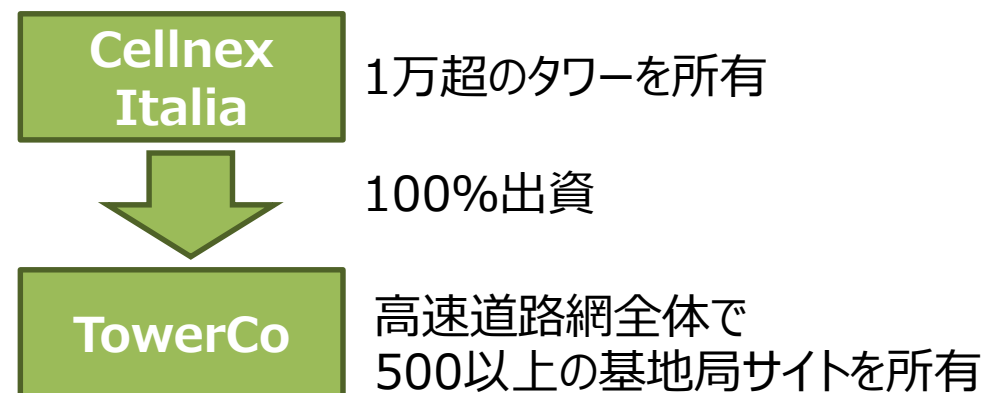 Cellnex
Italia
1万超のタワーを所有
100%出資
TowerCo
高速道路網全体で
500以上の基地局サイトを所有